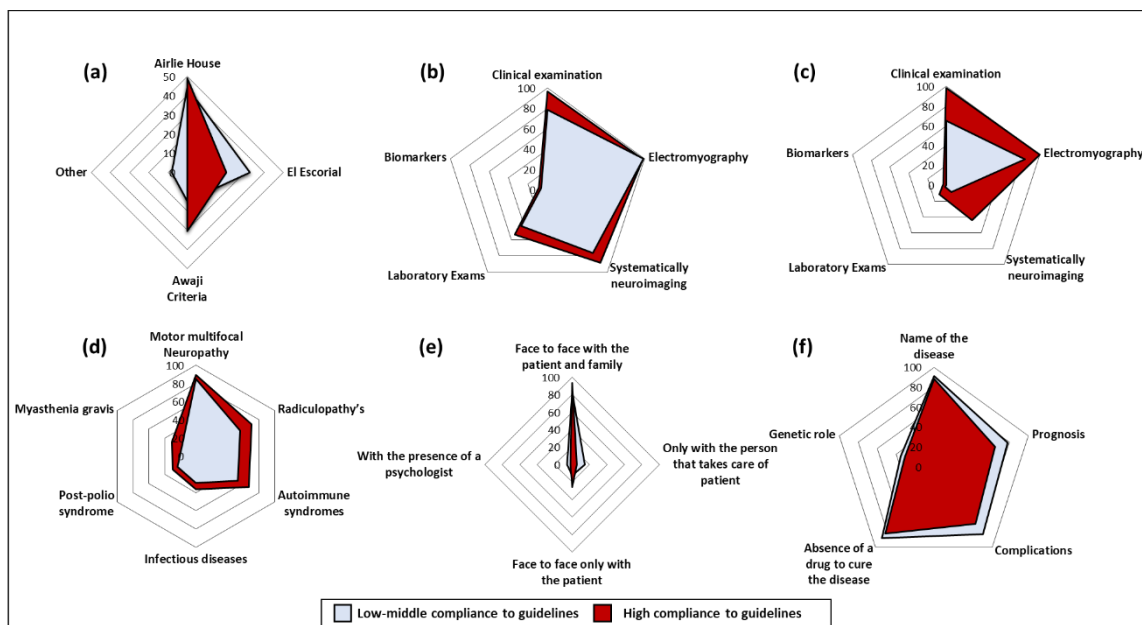 (a)
Airlie House
50
40
30
20
10
0
Other
El Escorial
Awaji
Criteria
(b)
Clinical examination
100
80
60
40
20
0
Biomarkers
Electromyography
Laboratory Exams
Systematically
neuroimaging
(c)
Clinical examination
100
80
60
40
20
0
Biomarkers
Electromyography
Laboratory Exams
Systematically
neuroimaging
(d)
Motor multifocal
Neuropathy
100
80
60
40
20
0
Myasthenia gravis
Radiculopathy's
Post-polio
syndrome
Autoimmune
syndromes
Infectious diseases
(e)
Face to face with the
patient and family
100
80
60
40
20
0
With the presence of a
psychologist
Only with the person
that takes care of
patient
Face to face only with
the patient
(f)
Name of the
disease
100
80
60
40
20
0
Genetic role
Prognosis
Absence of a
drug to cure
the disease
Complications
Low-middle compliance to guidelines
High compliance to guidelines